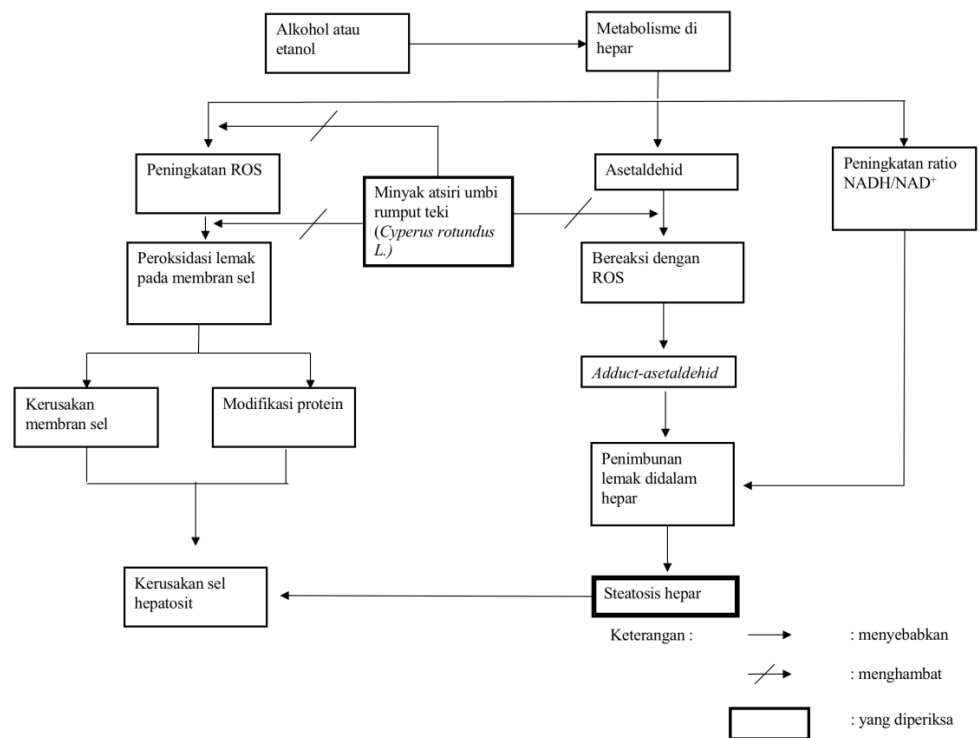 Alkohol atau
etanol
Metabolisme di
hepar
Peningkatan ROS
Minyak atsiri umbi
rumput teki
(Cyperus rotundus
L.)
Asetaldehid
Peningkatan ratio
NADH/NAD⁺
Peroksidasi lemak
pada membran sel
Bereaksi dengan
ROS
Adduct-asetaldehid
Kerusakan
membran sel
Modifikasi protein
Penimbunan
lemak didalam
hepar
Kerusakan sel
hepatosit
Steatosis hepar
Keterangan :
: menyebabkan
: menghambat
: yang diperiksa